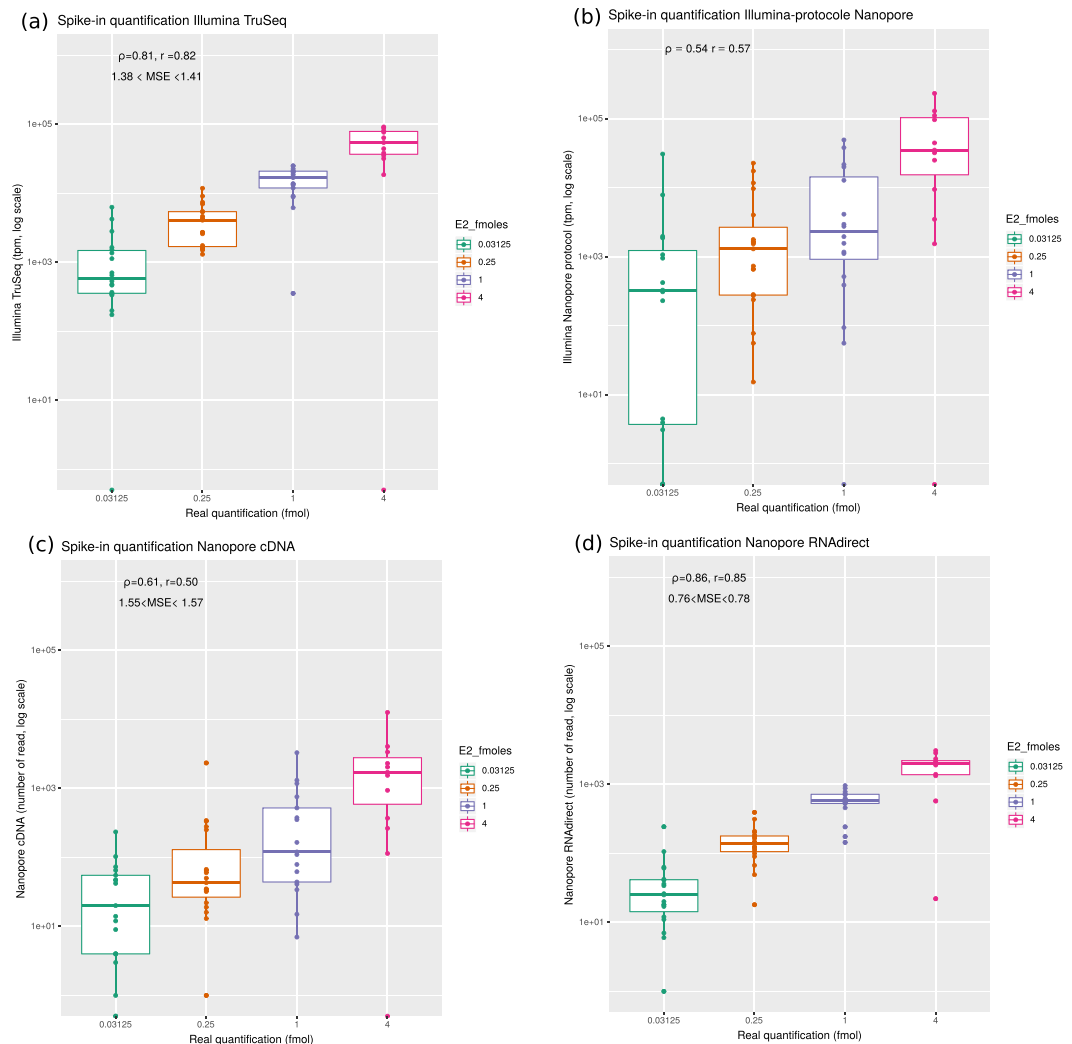 (a) Spike-in quantification Illumina TruSeq
ρ=0.81, r =0.82
1.38 < MSE <1.41
Illumina TruSeq (tpm, log scale)
1e+05
1e+03
1e+01
0.03125 0.25 1 4
Real quantification (fmol)
E2_fmoles
0.03125
0.25
1
4
(b) Spike-in quantification Illumina-protocole Nanopore
ρ = 0.54 r = 0.57
Illumina Nanopore protocol (tpm, log scale)
1e+05
1e+03
1e+01
0.03125 0.25 1 4
Real quantification (fmol)
E2_fmoles
0.03125
0.25
1
4
(c) Spike-in quantification Nanopore cDNA
ρ=0.61, r=0.50
1.55<MSE< 1.57
Nanopore cDNA (number of read, log scale)
1e+05
1e+03
1e+01
0.03125 0.25 1 4
Real quantification (fmol)
E2_fmoles
0.03125
0.25
1
4
(d) Spike-in quantification Nanopore RNAdirect
ρ=0.86, r=0.85
0.76<MSE<0.78
Nanopore RNAdirect (number of read, log scale)
1e+05
1e+03
1e+01
0.03125 0.25 1 4
Real quantification (fmol)
E2_fmoles
0.03125
0.25
1
4